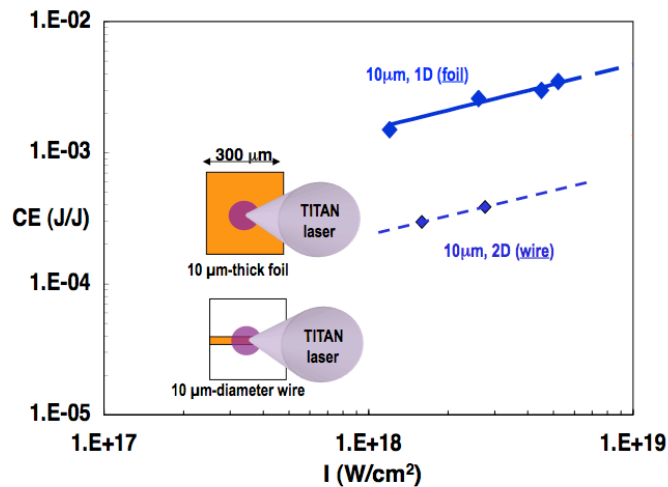 1.E-02
10μm, 1D (foil)
1.E-03
300 μm
CE (J/J)
TITAN
laser
10 μm-thick foil
10μm, 2D (wire)
1.E-04
TITAN
laser
10 μm-diameter wire
1.E-05
1.E+17
1.E+18
1.E+19
I (W/cm²)